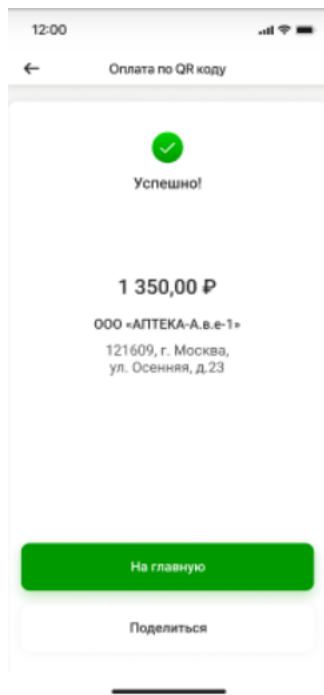 12:00
Оплата по QR коду
Успешно!
1 350,00 ₽
ООО «АПТЕКА-А.в.е-1»
121609, г. Москва,
ул. Осенняя, д.23
На главную
Поделиться